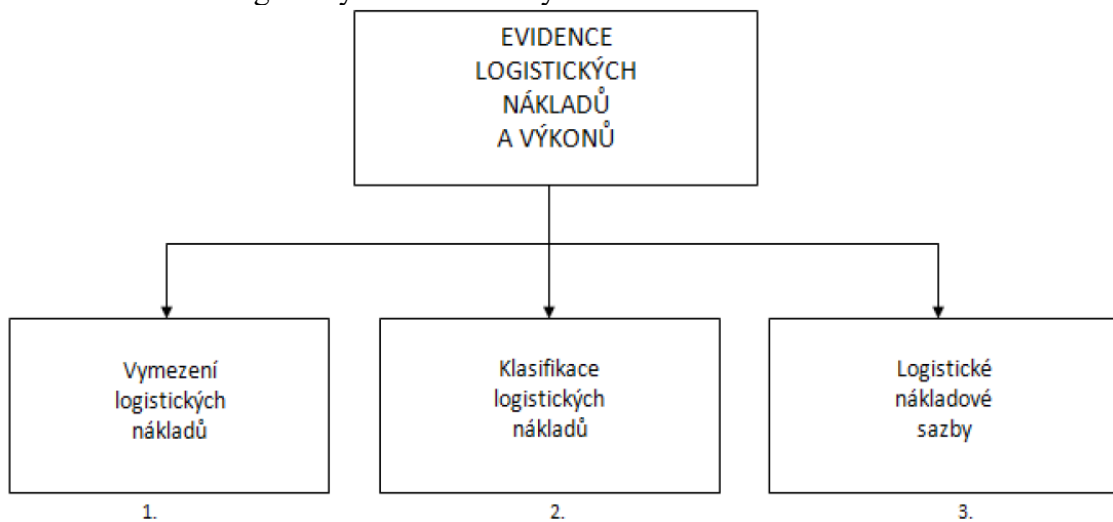 EVIDENCE
LOGISTICKÝCH
NÁKLADŮ
A VÝKONŮ
Vymezení
logistických
nákladů
1.
Klasifikace
logistických
nákladů
2.
Logistické
nákladové
sazby
3.